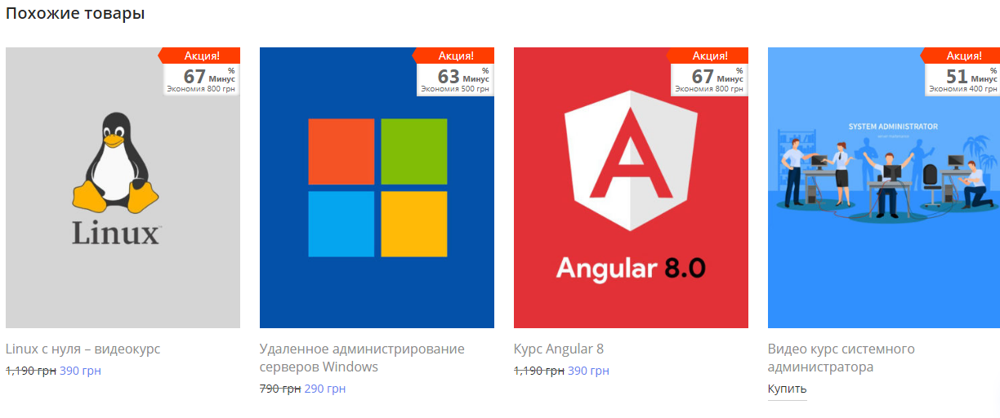 Похожие товары
Акция!
67 % Минус
Экономия 800 грн
Linux™
Linux с нуля – видеокурс
1,190 грн 390 грн
Акция!
63 % Минус
Экономия 500 грн
Удаленное администрирование
серверов Windows
790 грн 290 грн
Акция!
67 % Минус
Экономия 800 грн
Angular 8.0
Курс Angular 8
1,190 грн 390 грн
Акция!
51 % Минус
Экономия 400 грн
SYSTEM ADMINISTRATOR
Видео курс системного
администратора
Купить